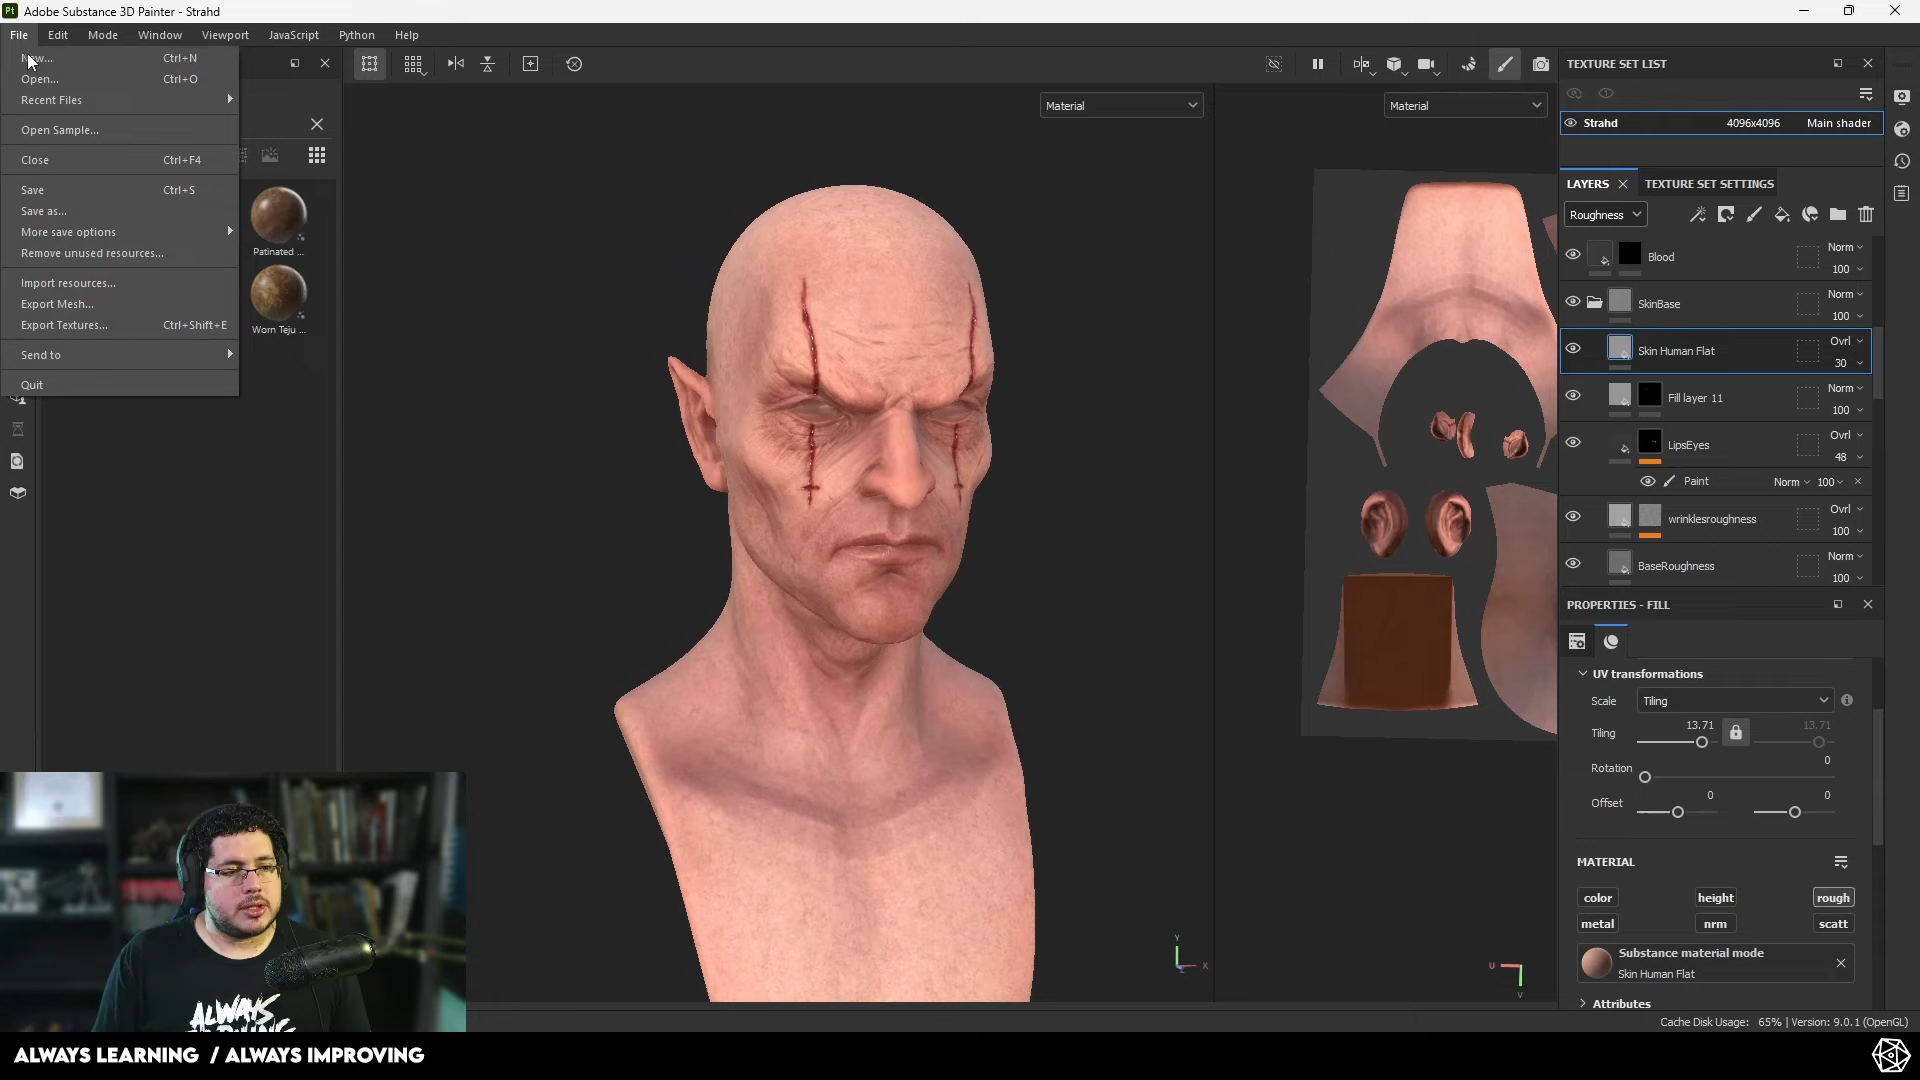 Pt Adobe Substance 3D Painter - Strahd
File Edit Mode Window Viewport JavaScript Python Help
New... Ctrl+N
Open... Ctrl+O
Recent Files
Open Sample...
Close Ctrl+F4
Save Ctrl+S
Save as...
More save options
Remove unused resources...
Import resources...
Export Mesh...
Export Textures... Ctrl+Shift+E
Send to
Quit
Patinated ...
Worn Teju ...
Material
Material
TEXTURE SET LIST
Strahd 4096x4096 Main shader
LAYERS TEXTURE SET SETTINGS
Roughness
Blood Norm 100
SkinBase Norm 100
Skin Human Flat Ovrl 30
Fill layer 11 Norm 100
LipsEyes Ovrl 48
Paint Norm 100
wrinklesroughness Ovrl 100
BaseRoughness Norm 100
PROPERTIES - FILL
UV transformations
Scale Tiling
Tiling 13.71 13.71
Rotation 0
Offset 0 0
MATERIAL
color height rough
metal nrm scatt
Substance material mode
Skin Human Flat
Attributes
Y
X
U
V
Cache Disk Usage: 65% | Version: 9.0.1 (OpenGL)
ALWAYS
ALWAYS LEARNING / ALWAYS IMPROVING